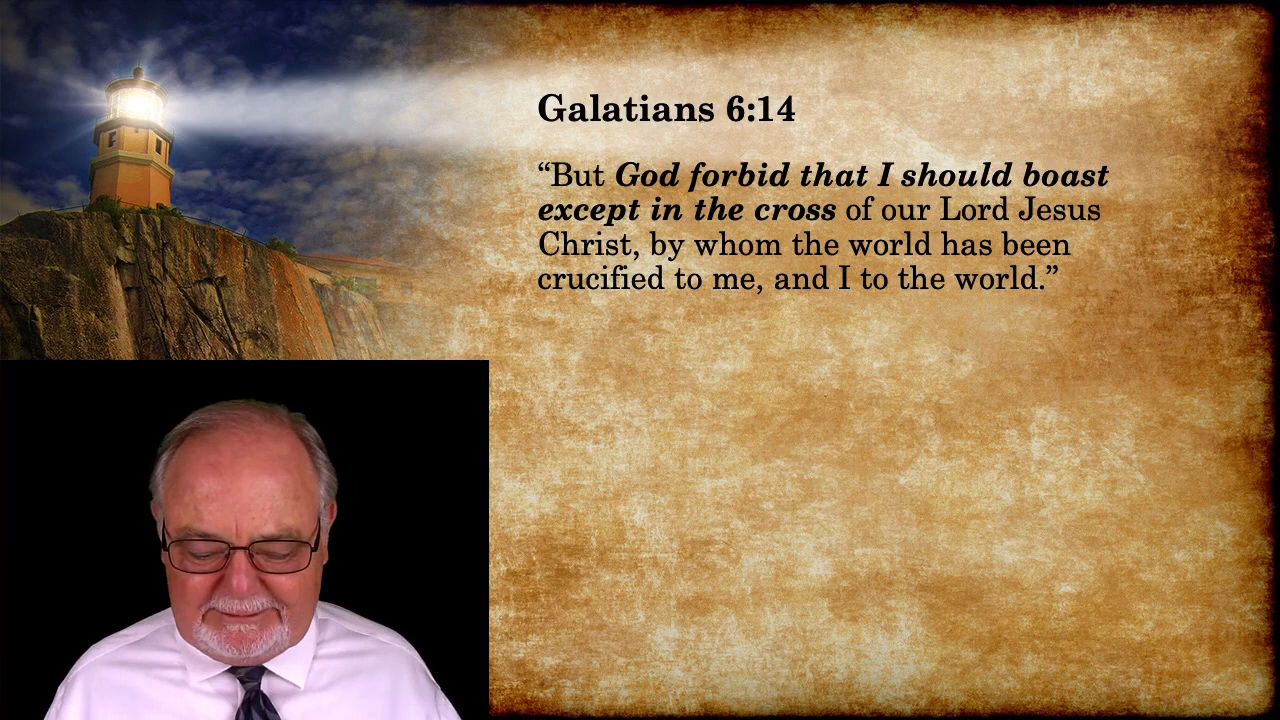 Galatians 6:14
“But God forbid that I should boast
except in the cross of our Lord Jesus
Christ, by whom the world has been
crucified to me, and I to the world.”